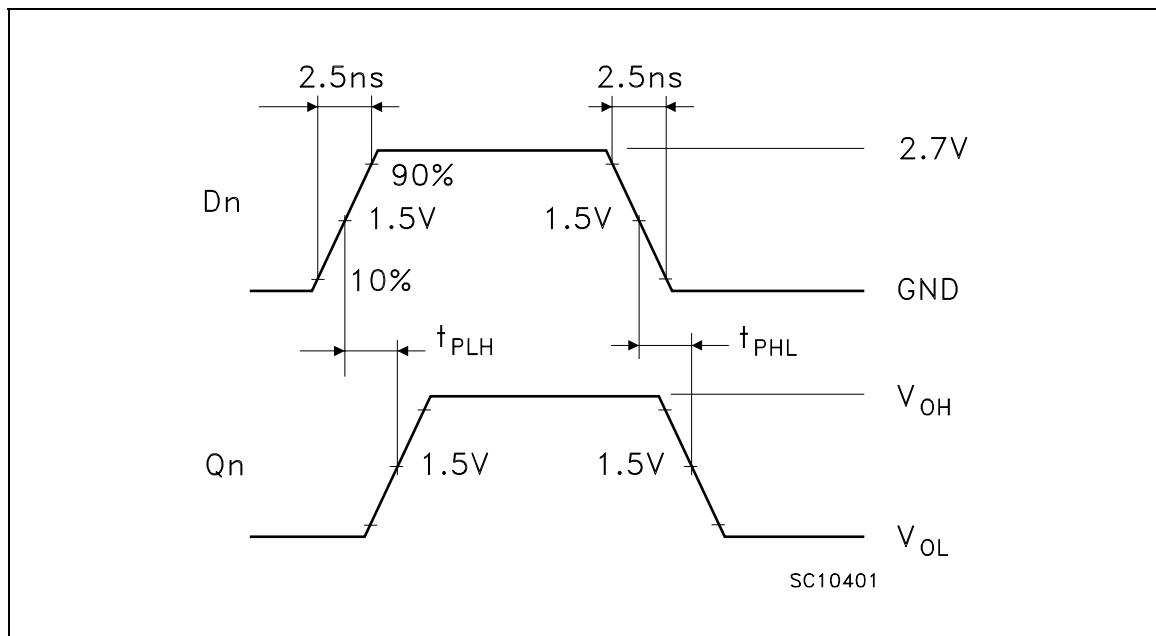 2.5ns 2.5ns
2.7V
90%
Dn 1.5V 1.5V
10% GND
tPLH tPHL
VOH
Qn 1.5V 1.5V
VOL
SC10401